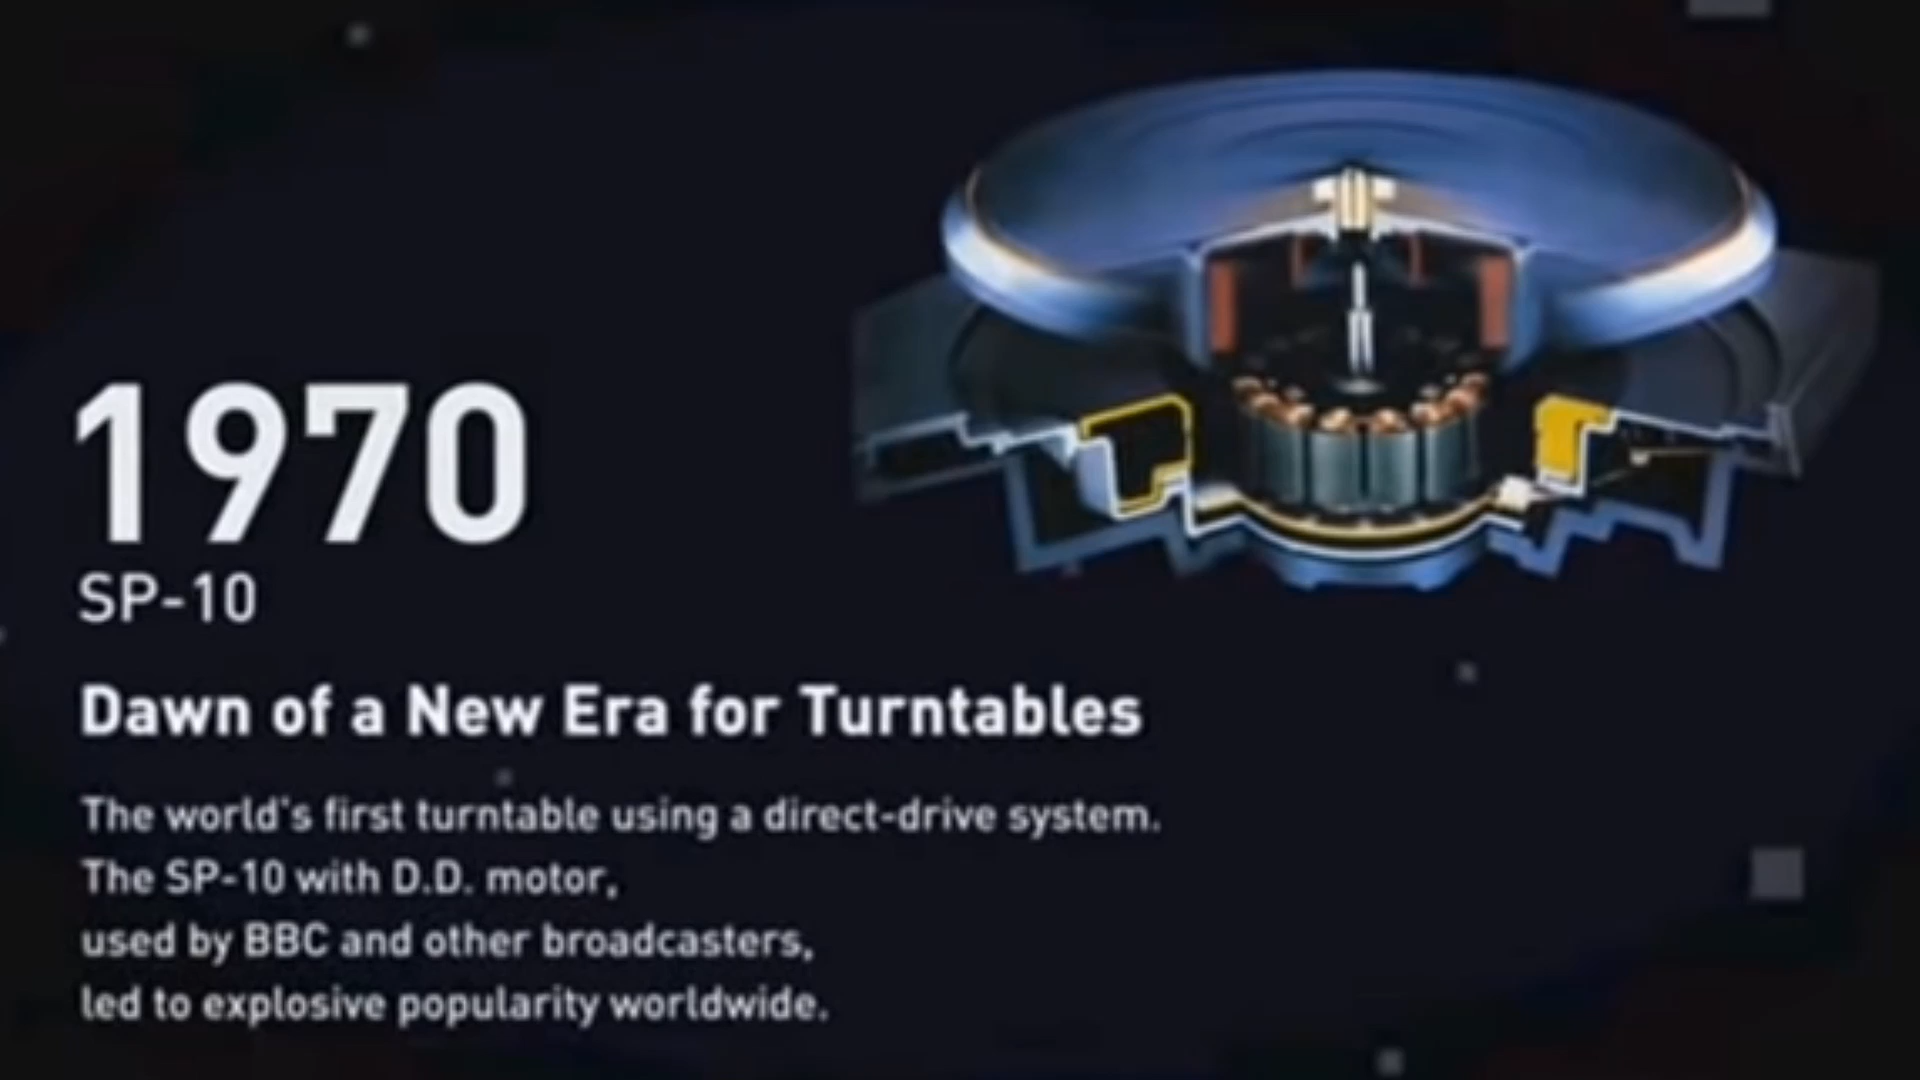 1970
SP-10
Dawn of a New Era for Turntables
The world's first turntable using a direct-drive system.
The SP-10 with D.D. motor,
used by BBC and other broadcasters,
led to explosive popularity worldwide.